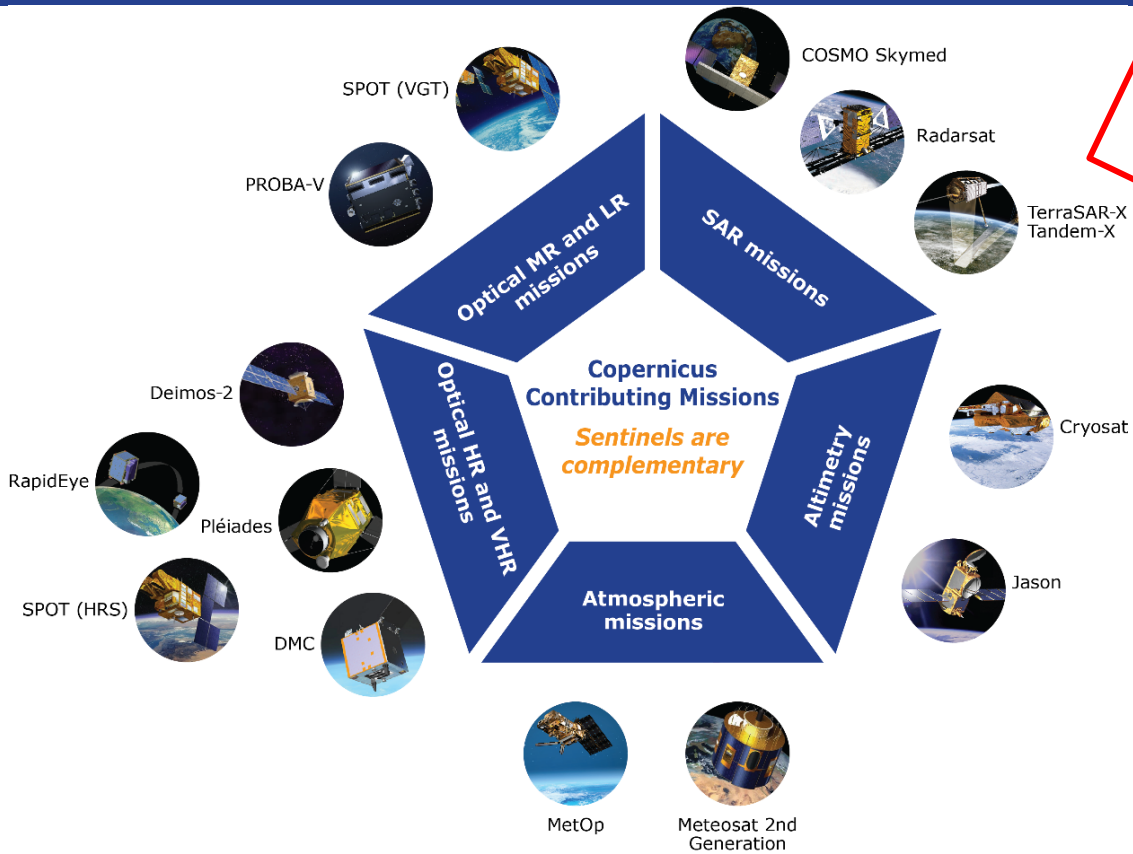 COSMO Skymed
SPOT (VGT)
Radarsat
PROBA-V
TerraSAR-X
Tandem-X
Optical MR and LR
missions
SAR missions
Copernicus
Contributing Missions
Sentinels are
complementary
Deimos-2
RapidEye
Pléiades
SPOT (HRS)
DMC
Optical HR and VHR
missions
Altimetry
missions
Cryosat
Jason
Atmospheric
missions
MetOp
Meteosat 2nd
Generation